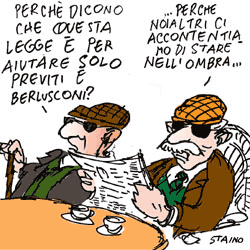 PERCHÈ DICONO
CHE QUESTA
LEGGE È PER
AIUTARE SOLO
PREVITI E
BERLUSCONI?
...PERCHE
NOIALTRI CI
ACCONTENTIA
MO DI STARE
NELL'OMBRA...
STAINO